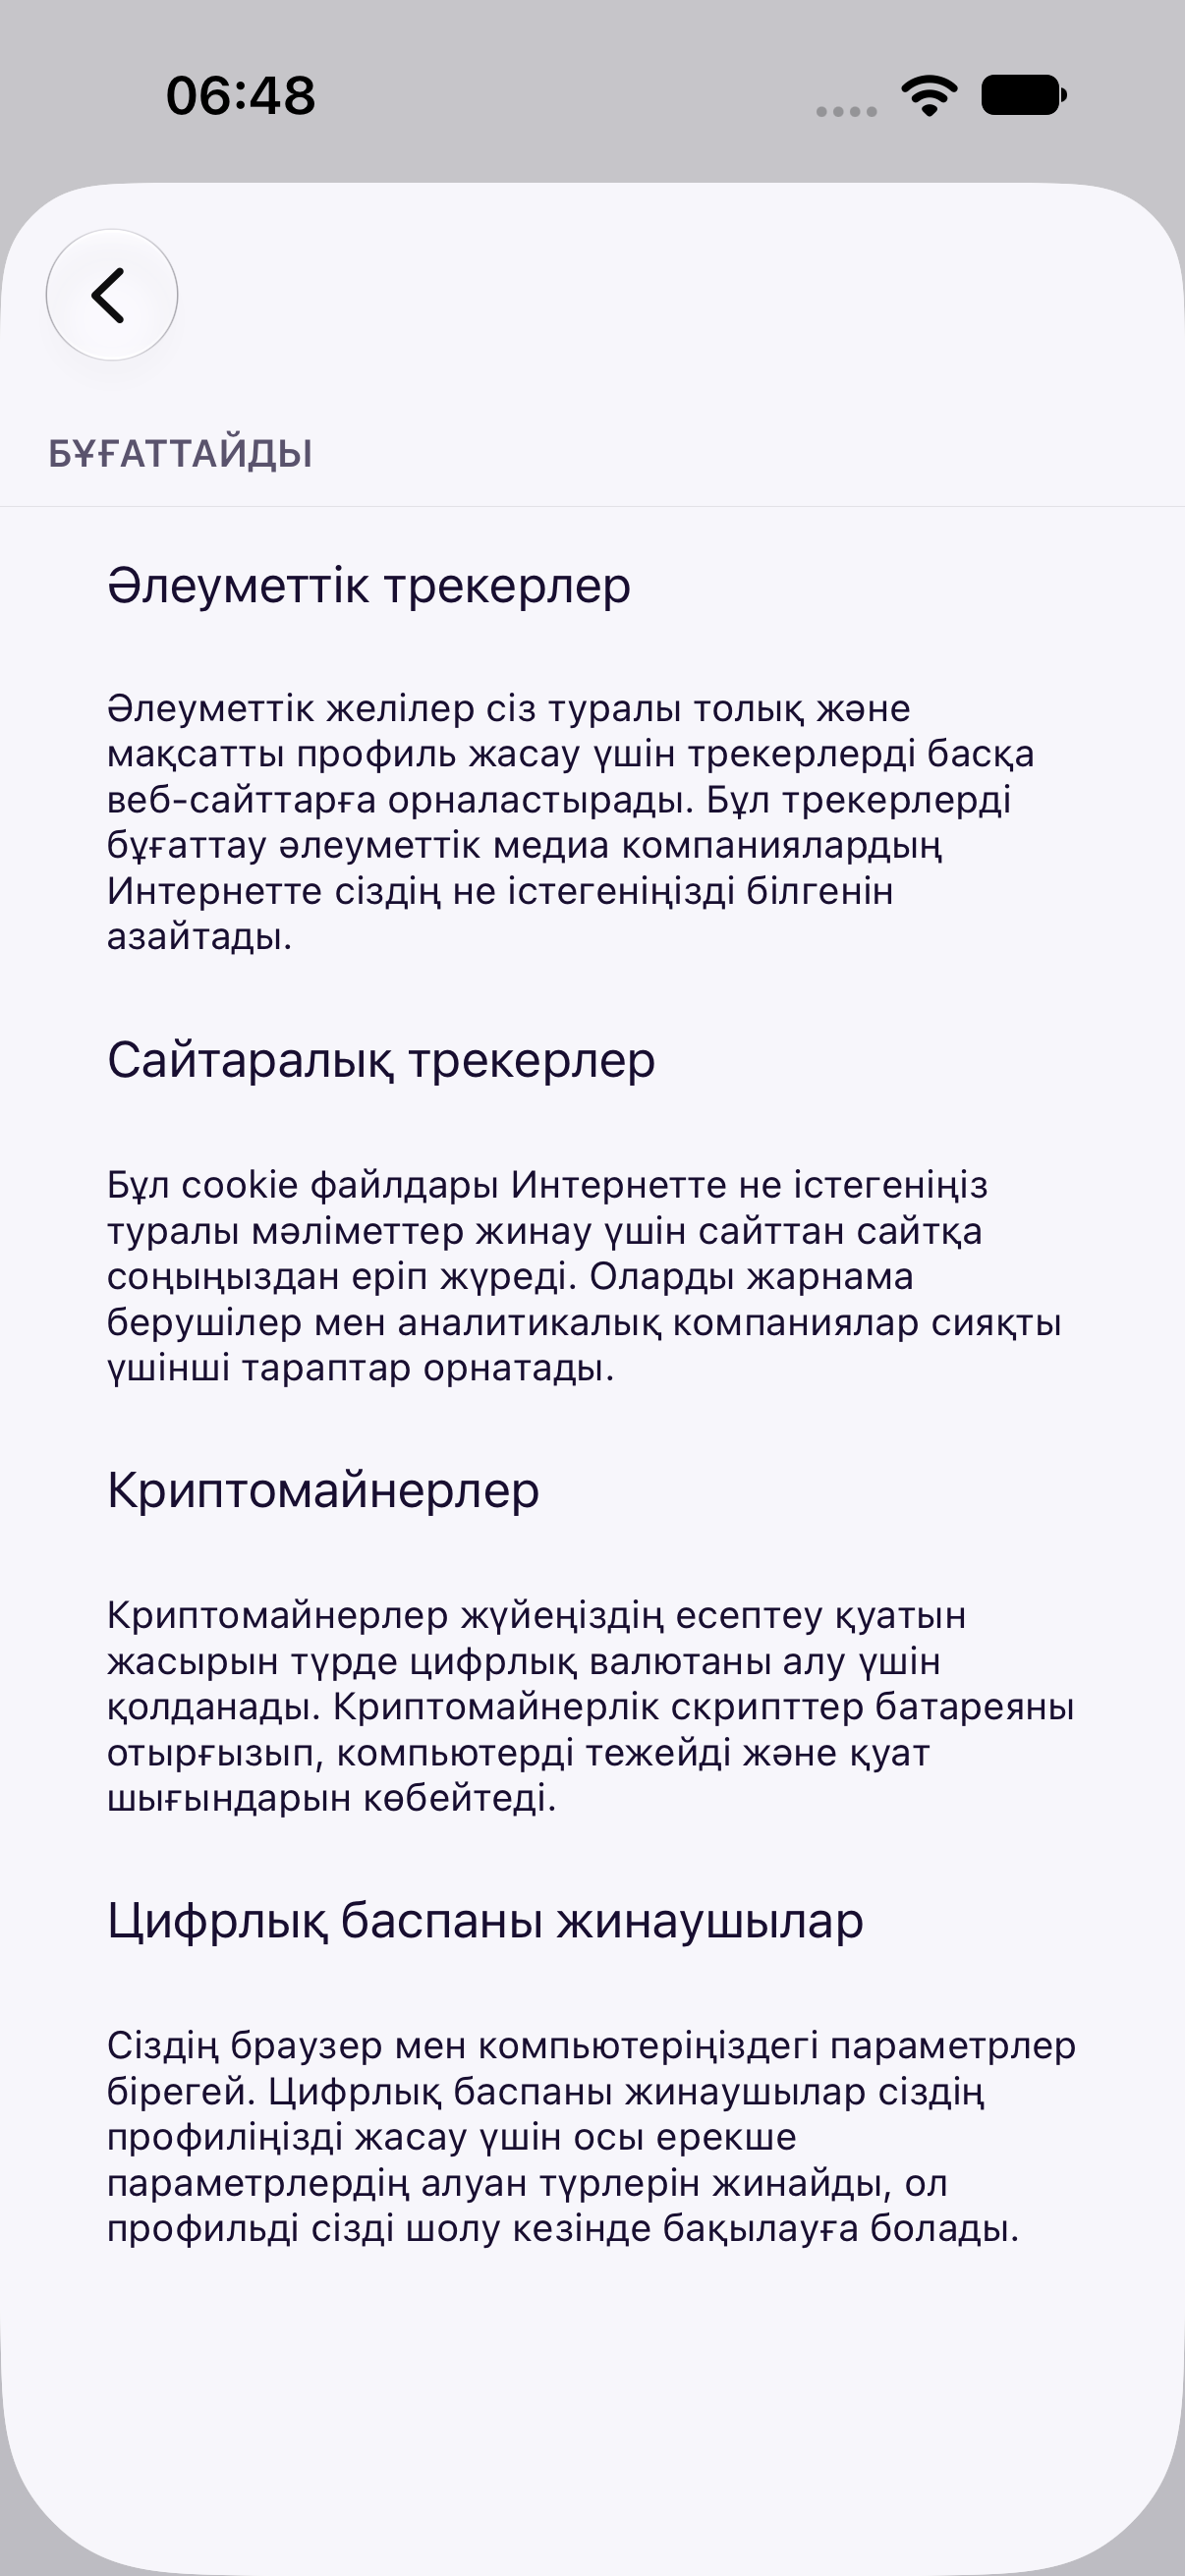 06:48
БҰҒАТТАЙДЫ
Әлеуметтік трекерлер
Әлеуметтік желілер сіз туралы толық және
мақсатты профиль жасау үшін трекерлерді басқа
веб-сайттарға орналастырады. Бұл трекерлерді
бұғаттау әлеуметтік медиа компаниялардың
Интернетте сіздің не істегеніңізді білгенін
азайтады.
Сайтаралық трекерлер
Бұл cookie файлдары Интернетте не істегеніңіз
туралы мәліметтер жинау үшін сайттан сайтқа
соңыңыздан еріп жүреді. Оларды жарнама
берушілер мен аналитикалық компаниялар сияқты
үшінші тараптар орнатады.
Криптомайнерлер
Криптомайнерлер жүйеңіздің есептеу қуатын
жасырын түрде цифрлық валютаны алу үшін
қолданады. Криптомайнерлік скрипттер батареяны
отырғызып, компьютерді тежейді және қуат
шығындарын көбейтеді.
Цифрлық баспаны жинаушылар
Сіздің браузер мен компьютеріңіздегі параметрлер
бірегей. Цифрлық баспаны жинаушылар сіздің
профиліңізді жасау үшін осы ерекше
параметрлердің алуан түрлерін жинайды, ол
профильді сізді шолу кезінде бақылауға болады.